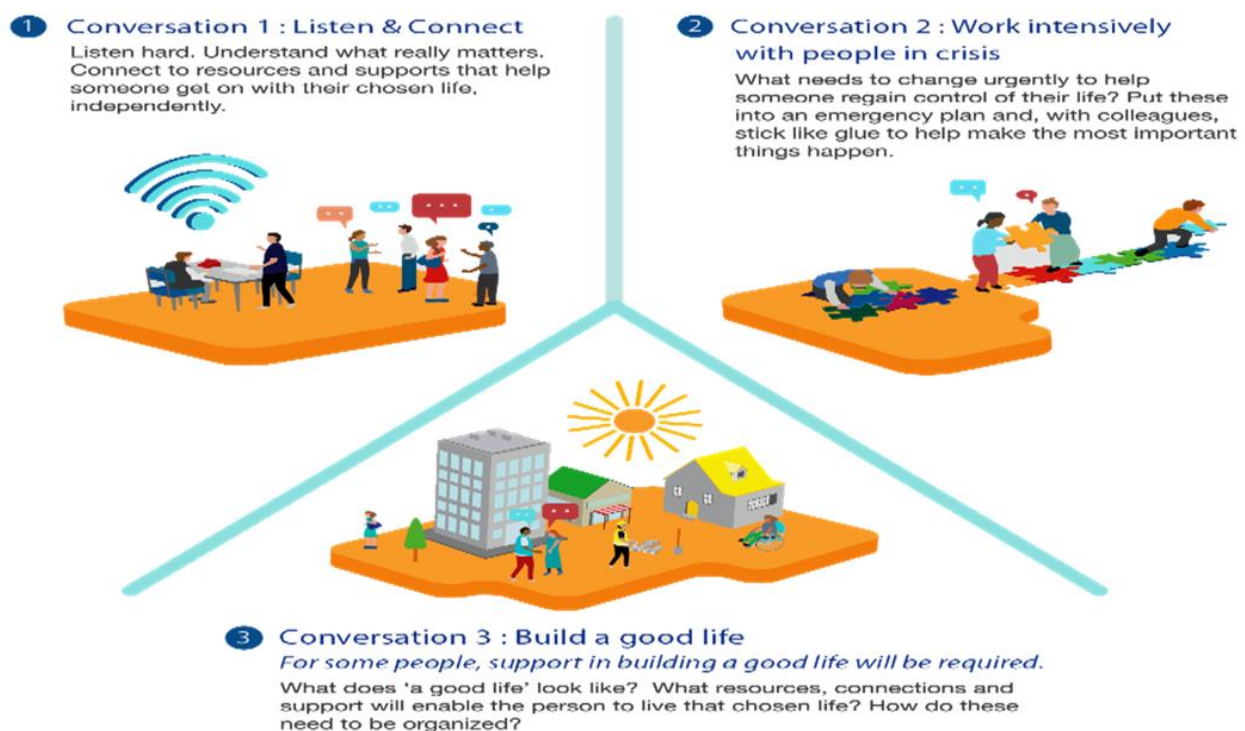 1 Conversation 1 : Listen & Connect
Listen hard. Understand what really matters.
Connect to resources and supports that help
someone get on with their chosen life,
independently.
2 Conversation 2 : Work intensively
with people in crisis
What needs to change urgently to help
someone regain control of their life? Put these
into an emergency plan and, with colleagues,
stick like glue to help make the most important
things happen.
3 Conversation 3 : Build a good life
For some people, support in building a good life will be required.
What does ‘a good life’ look like? What resources, connections and
support will enable the person to live that chosen life? How do these
need to be organized?